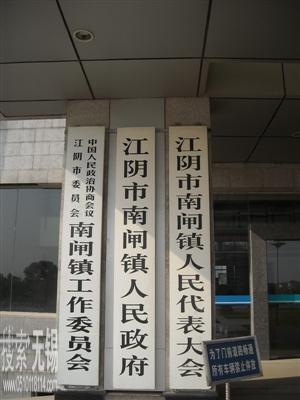 江阴市南闸镇人民代表大会
江阴市南闸镇人民政府
中国人民政治协商会议
江阴市委员会
南闸镇工作委员会
为了门前道路畅通
所有车辆禁止停放
搜索无锡
www.0510118114.com